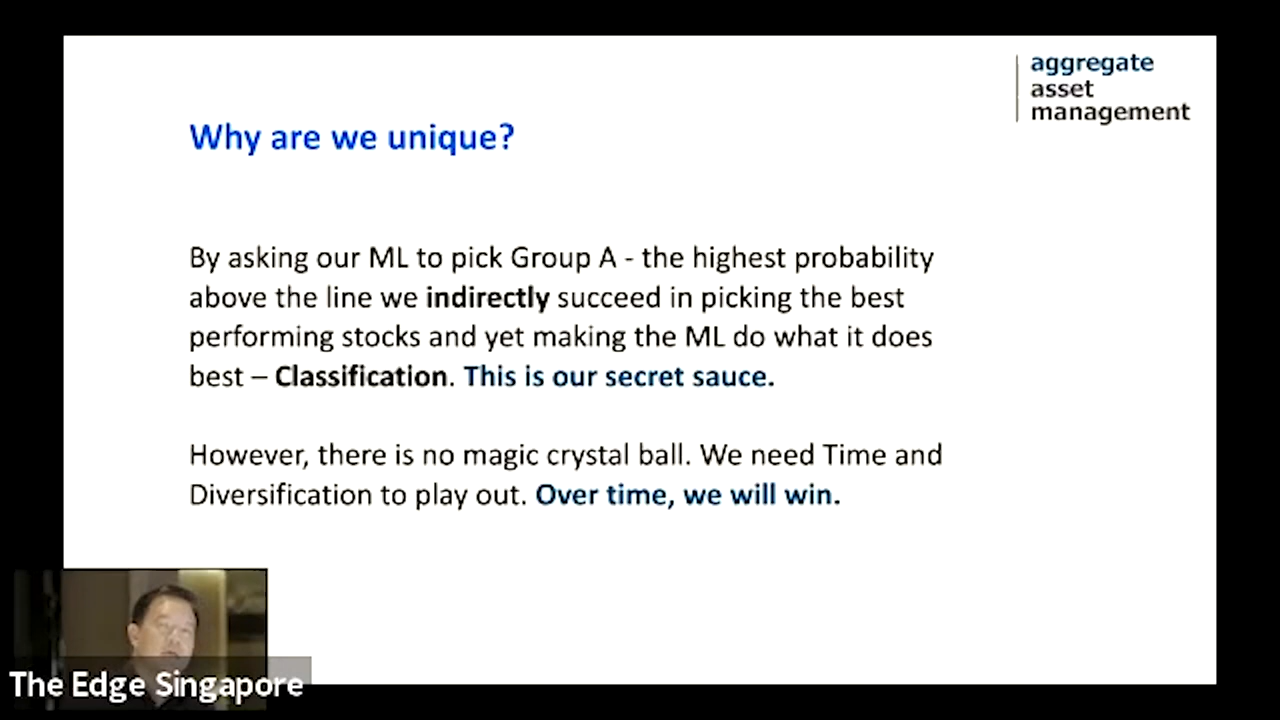 aggregate
asset
management
Why are we unique?
By asking our ML to pick Group A - the highest probability
above the line we indirectly succeed in picking the best
performing stocks and yet making the ML do what it does
best – Classification. This is our secret sauce.
However, there is no magic crystal ball. We need Time and
Diversification to play out. Over time, we will win.
The Edge Singapore